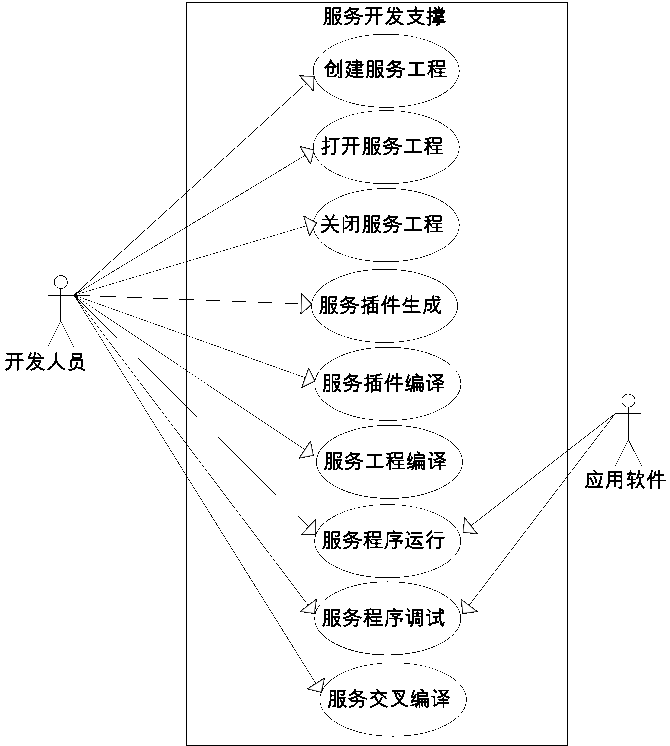 服务开发支撑
创建服务工程
打开服务工程
关闭服务工程
服务插件生成
开发人员
服务插件编译
服务工程编译
应用软件
服务程序运行
服务程序调试
服务交叉编译